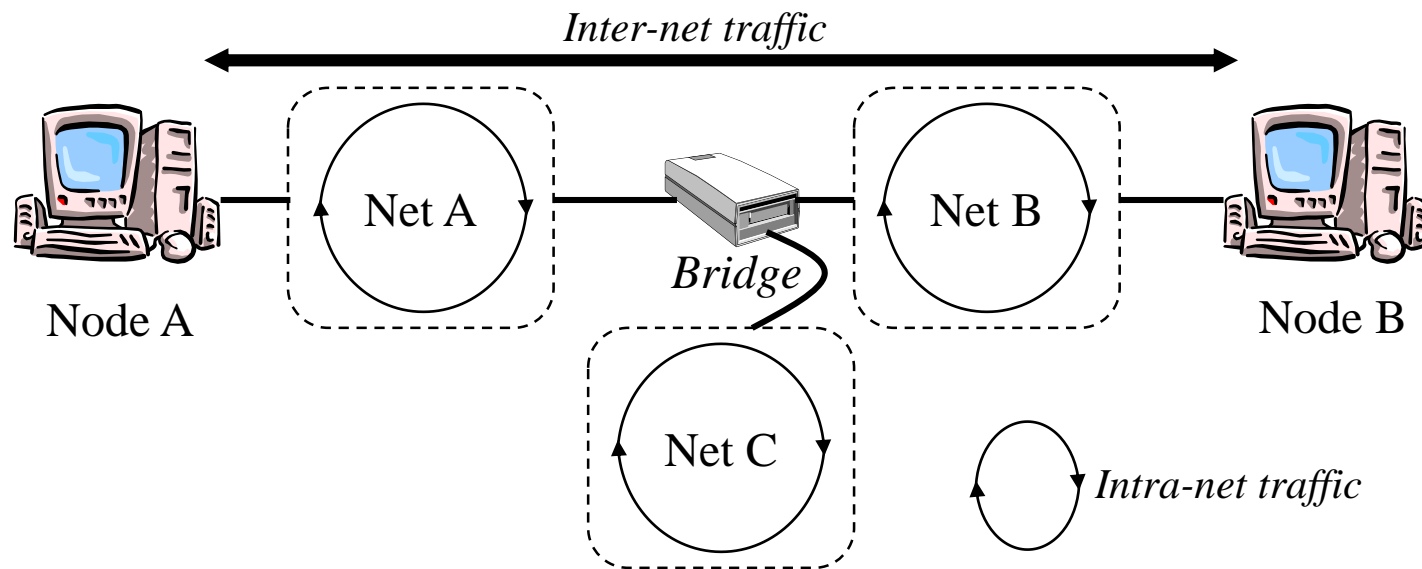 Inter-net traffic
Net A
Net B
Bridge
Node A
Node B
Net C
Intra-net traffic